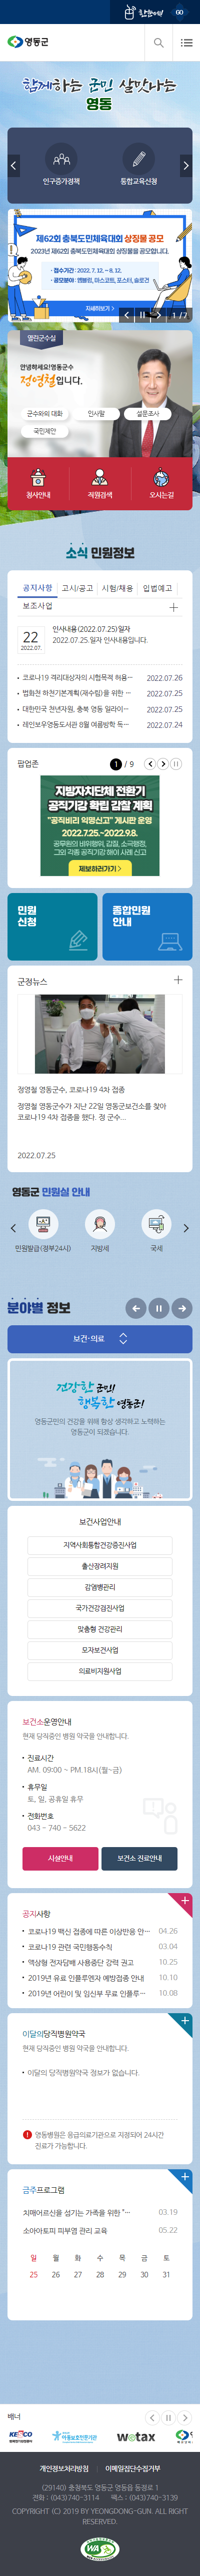 GO
영동군
함께하는 군민 살맛나는
영동
인구증가정책
통합교육신청
제62회 충북도민체육대회 상징물 공모
2023년 제62회 충북도민체육대회 상징물을 공모합니다.
· 접수기간 : 2022. 7. 12. ~ 8. 12.
· 공모부분 : 엠블럼, 마스코트, 포스터, 슬로건
자세히보기 >
1 / 7
열린군수실
안녕하세요!영동군수
정영철입니다.
군수와의 대화
인사말
설문조사
국민제안
청사안내
직원검색
오시는길
소식 민원정보
공지사항
고시/공고
시험/채용
입법예고
보조사업
22
2022.07.
인사내용(2022.07.25)일자
2022.07.25.일자 인사내용입니다.
코로나19 격리대상자의 시험목적 허용... 2022.07.26
법화천 하천기본계획(재수립)을 위한 ... 2022.07.25
대한민국 천년자원, 충북 영동 일라이... 2022.07.25
레인보우영동도서관 8월 여름방학 독... 2022.07.24
팝업존
1 / 9
지방자치단체 전환기
공직기강 확립 감찰 계획
"공직비리 익명신고" 게시판 운영
2022.7.25.~2022.9.8.
공무원의 비위행위, 갑질, 소극행정,
그외 각종 공직기강 해이 사례 신고
제보하러가기 >
민원
신청
종합민원
안내
군정뉴스
정영철 영동군수, 코로나19 4차 접종
정영철 영동군수가 지난 22일 영동군보건소를 찾아
코로나19 4차 접종을 했다. 정 군수...
2022.07.25
영동군 민원실 안내
민원발급(정부24시)
지방세
국세
분야별 정보
보건·의료
건강한 군민!
행복한 영동군!
영동군민의 건강을 위해 항상 생각하고 노력하는
영동군이 되겠습니다.
보건사업안내
지역사회통합건강증진사업
출산장려지원
감염병관리
국가건강검진사업
맞춤형 건강관리
모자보건사업
의료비지원사업
보건소운영안내
현재 당직중인 병원 약국을 안내합니다.
진료시간
AM. 09:00 ~ PM.18시(월~금)
휴무일
토, 일, 공휴일 휴무
전화번호
043 - 740 - 5622
시설안내
보건소 진료안내
공지사항
코로나19 백신 접종에 따른 이상반응 안... 04.26
코로나19 관련 국민행동수칙 03.04
액상형 전자담배 사용중단 강력 권고 10.25
2019년 유료 인플루엔자 예방접종 안내 10.10
2019년 어린이 및 임신부 무료 인플루... 10.08
이달의당직병원약국
현재 당직중인 병원 약국을 안내합니다.
이달의 당직병원약국 정보가 없습니다.
영동병원은 응급의료기관으로 지정되어 24시간
진료가 가능합니다.
금주프로그램
치매어르신을 섬기는 가족을 위한 "... 03.19
소아아토피 피부염 관리 교육 05.22
일 월 화 수 목 금 토
25 26 27 28 29 30 31
배너
KEPCO
아동보호전문기관
wetax
개인정보처리방침
이메일집단수집거부
(29140) 충청북도 영동군 영동읍 동정로 1
전화 : (043)740-3114 팩스 : (043)740-3139
COPYRIGHT (C) 2019 BY YEONGDONG-GUN. ALL RIGHT
RESERVED.
WA